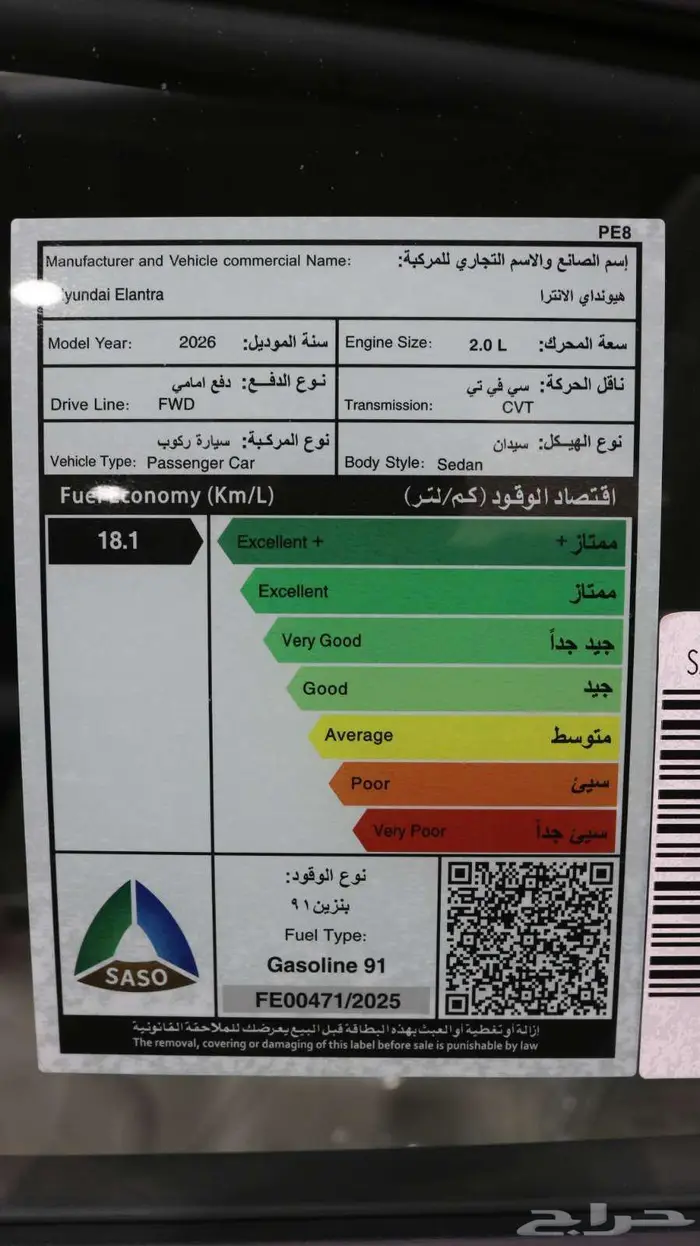 PE8
Manufacturer and Vehicle commercial Name: إسم الصانع والاسم التجاري للمركبة:
yundai Elantra هيونداي الانترا
Model Year: 2026 سنة الموديل:
Engine Size: 2.0 L سعة المحرك:
نوع الدفع: دفع امامي
Drive Line: FWD
ناقل الحركة: سي في تي
Transmission: CVT
نوع المركبة: سيارة ركوب
Vehicle Type: Passenger Car
نوع الهيكل: سيدان
Body Style: Sedan
Fuel Economy (Km/L) اقتصاد الوقود (كم/لتر)
18.1
Excellent + ممتاز +
Excellent ممتاز
Very Good جيد جداً
Good جيد
Average متوسط
Poor سيئ
Very Poor سيئ جداً
SASO
نوع الوقود:
بنزين ٩١
Fuel Type:
Gasoline 91
FE00471/2025
إزالة أو تغطية أو العبث بهذه البطاقة قبل البيع يعرضك للملاحقة القانونية
The removal, covering or damaging of this label before sale is punishable by law
S
حراج